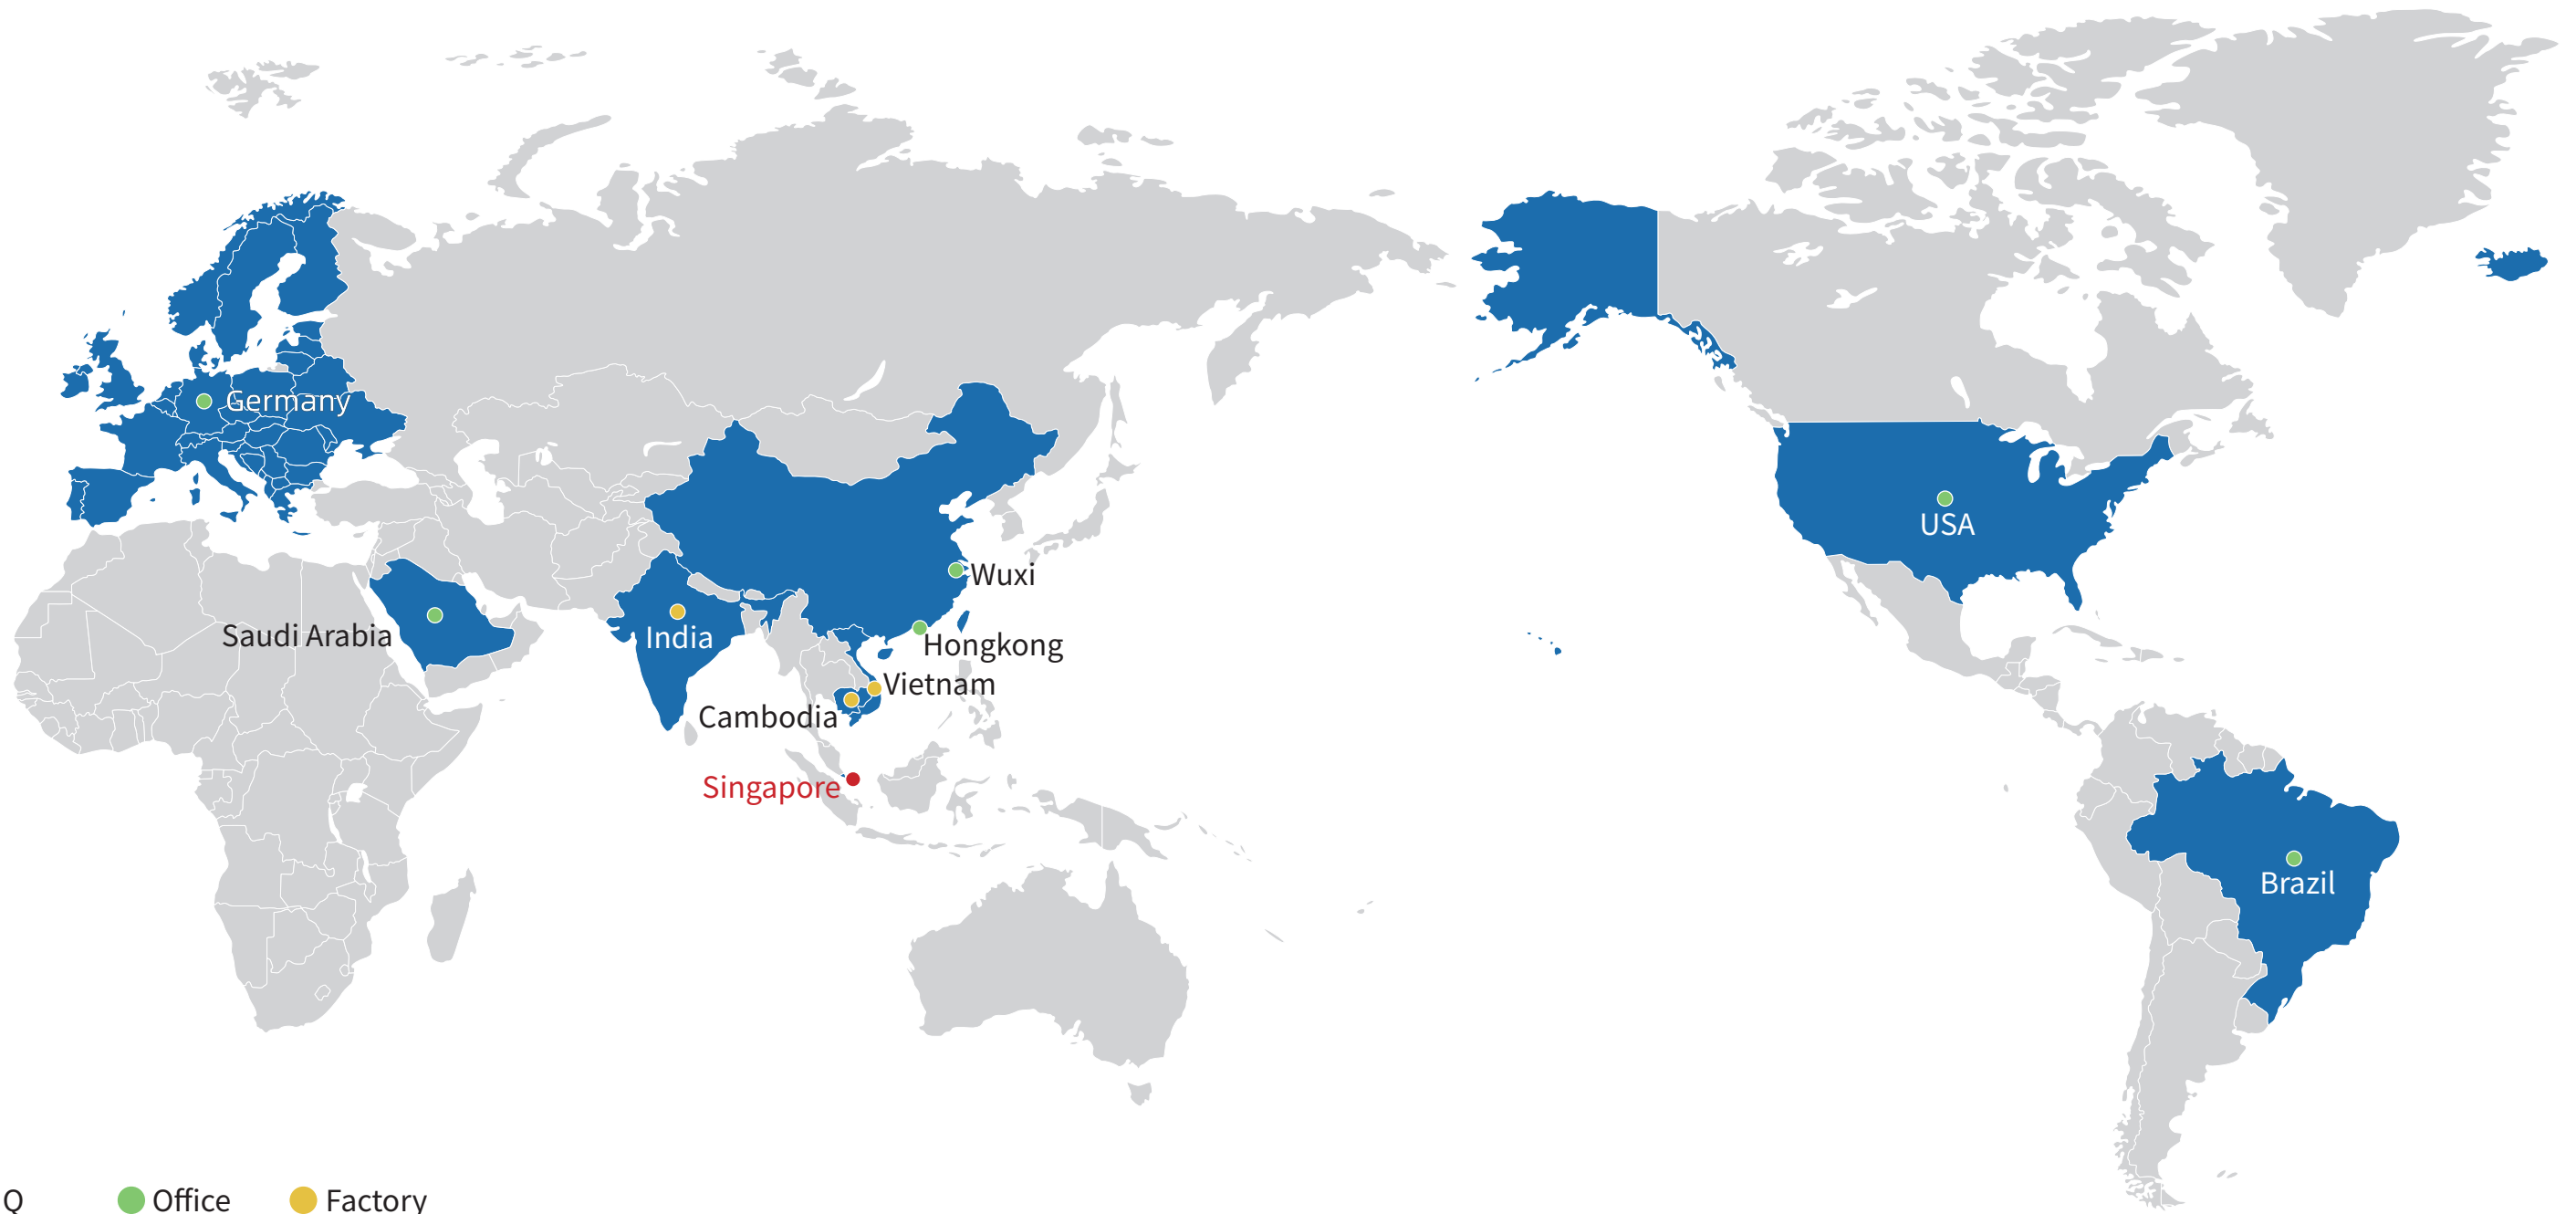 Germany
USA
Wuxi
Saudi Arabia
India
Hongkong
Vietnam
Cambodia
Singapore
Brazil
Q
Office
Factory